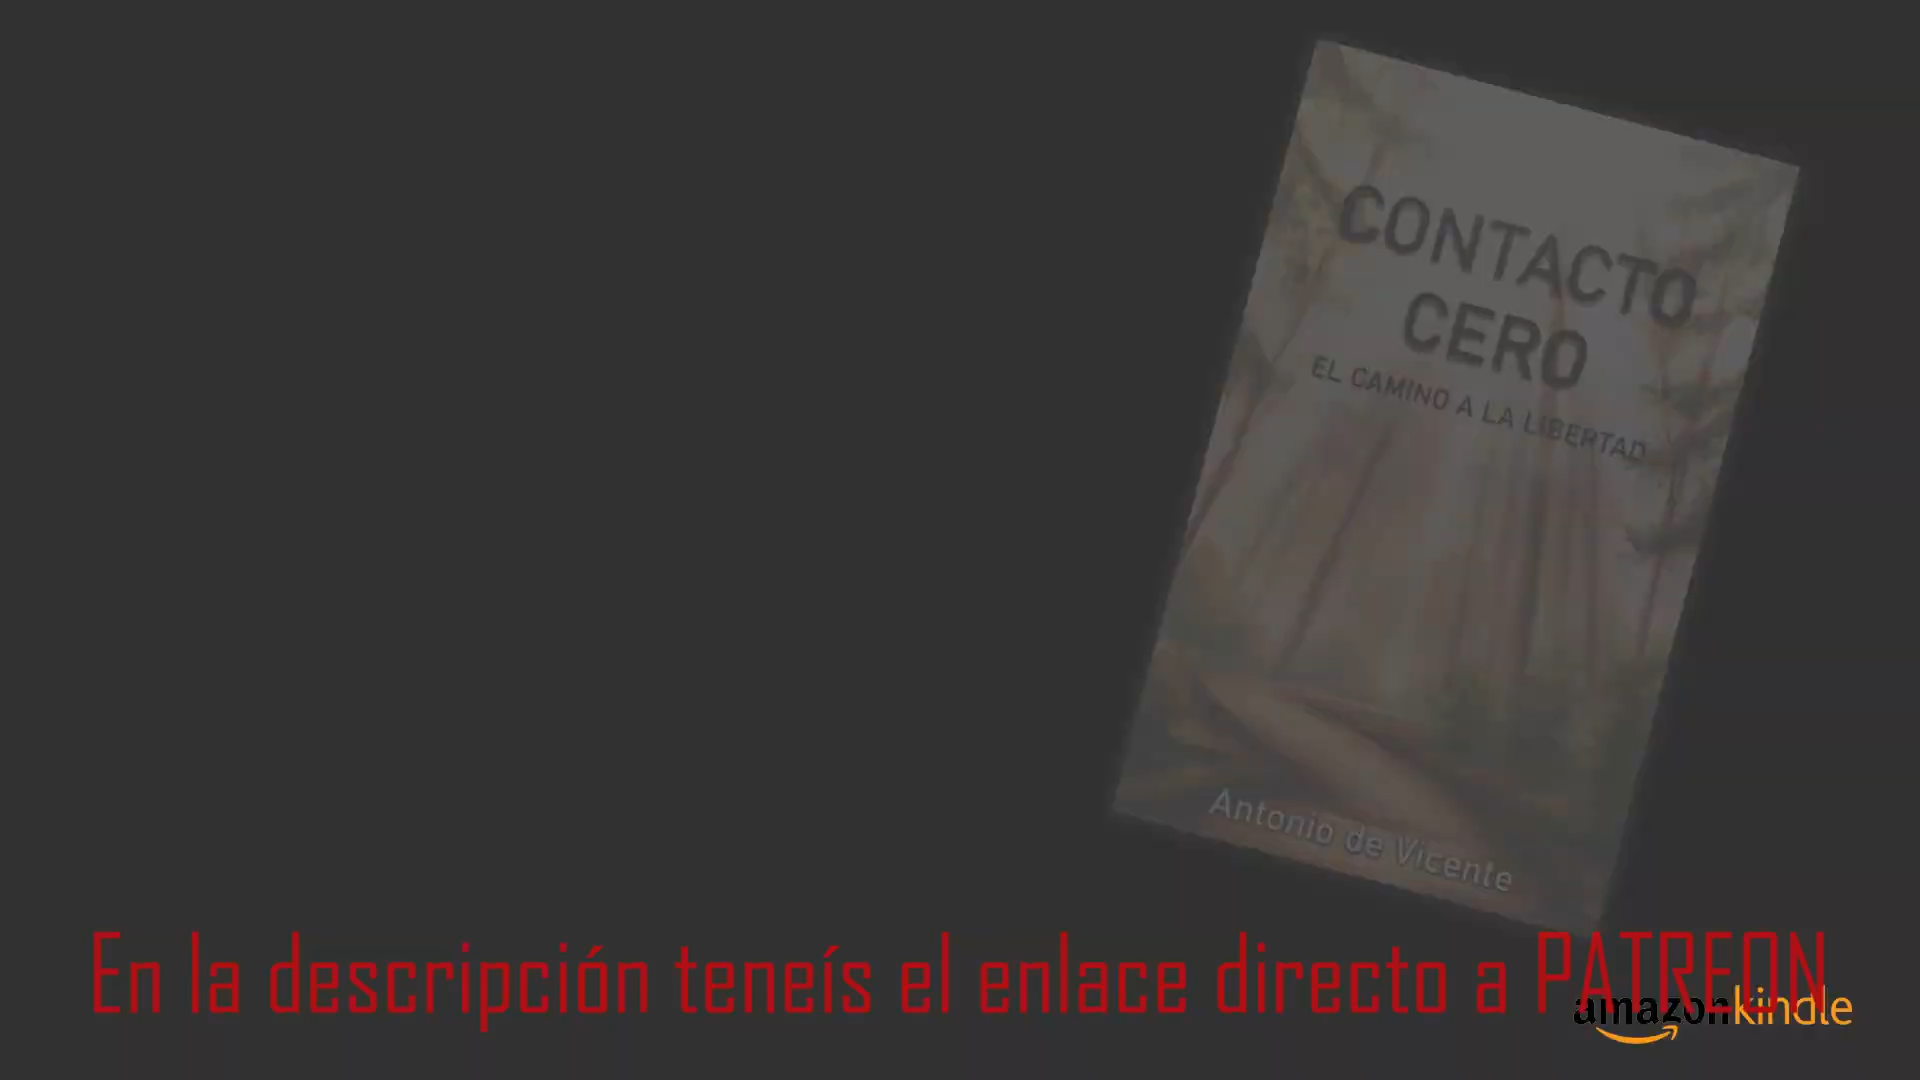 CONTACTO
CERO
EL CAMINO A LA LIBERTAD
Antonio de Vicente
En la descripción teneís el enlace directo a PATREON
amazonkindle